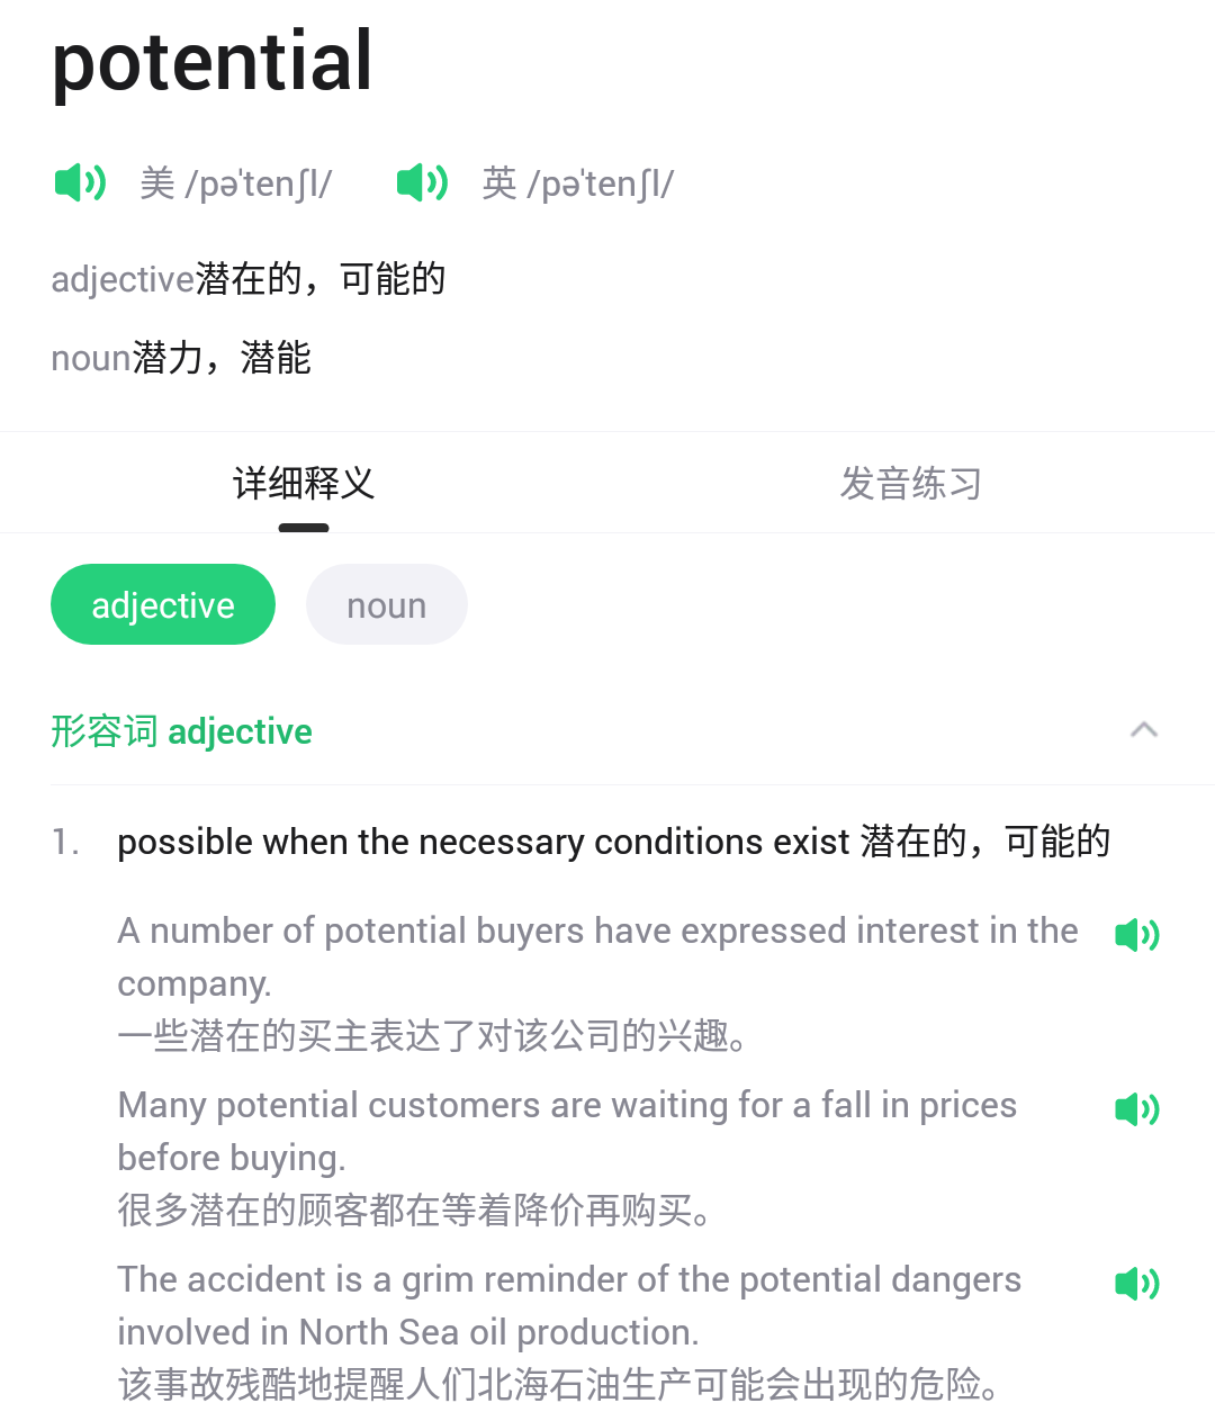 potential
美 /pə'tenʃl/ 英 /pə'tenʃl/
adjective潜在的，可能的
noun潜力，潜能
详细释义 发音练习
adjective noun
形容词 adjective
1. possible when the necessary conditions exist 潜在的，可能的
A number of potential buyers have expressed interest in the
company.
一些潜在的买主表达了对该公司的兴趣。
Many potential customers are waiting for a fall in prices
before buying.
很多潜在的顾客都在等着降价再购买。
The accident is a grim reminder of the potential dangers
involved in North Sea oil production.
该事故残酷地提醒人们北海石油生产可能会出现的危险。